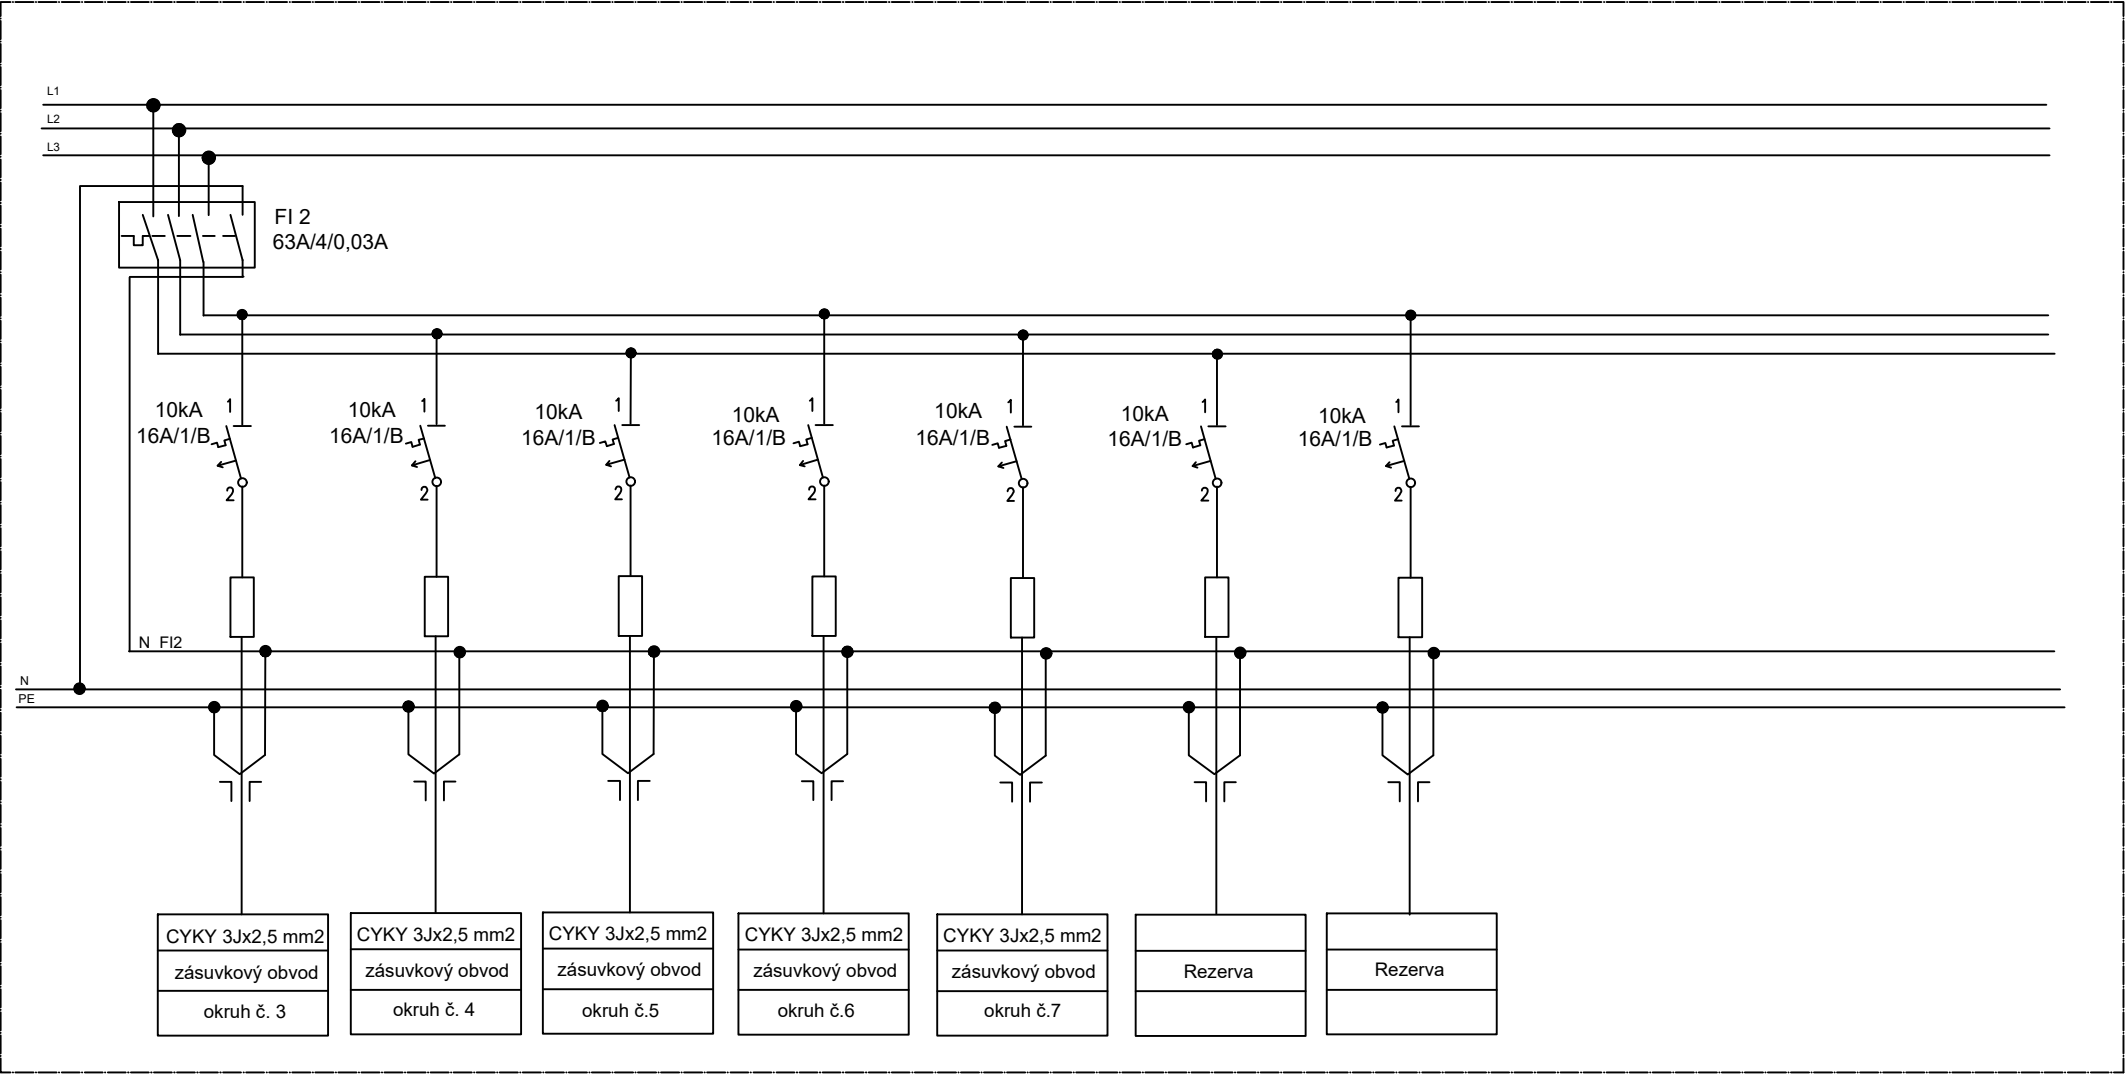 L1
L2
L3
FI 2
63A/4/0,03A
10kA
16A/1/B
1
2
10kA
16A/1/B
1
2
10kA
16A/1/B
1
2
10kA
16A/1/B
1
2
10kA
16A/1/B
1
2
10kA
16A/1/B
1
2
10kA
16A/1/B
1
2
N FI2
N
PE
CYKY 3Jx2,5 mm2
zásuvkový obvod
okruh č. 3
CYKY 3Jx2,5 mm2
zásuvkový obvod
okruh č. 4
CYKY 3Jx2,5 mm2
zásuvkový obvod
okruh č.5
CYKY 3Jx2,5 mm2
zásuvkový obvod
okruh č.6
CYKY 3Jx2,5 mm2
zásuvkový obvod
okruh č.7
Rezerva
Rezerva